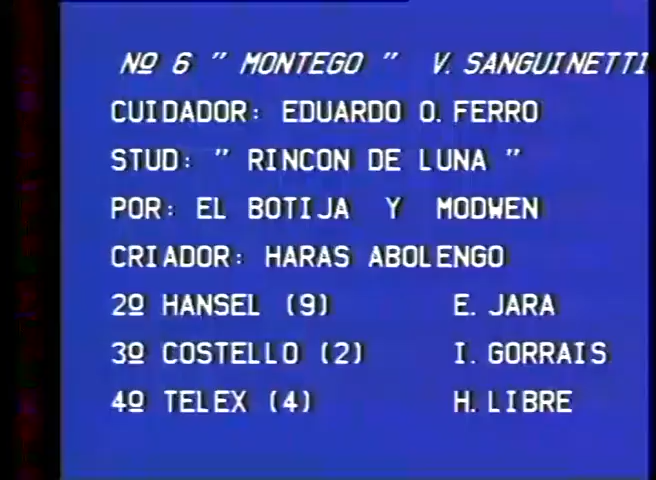 Nº 6 " MONTEGO " V. SANGUINETTI
CUIDADOR: EDUARDO O. FERRO
STUD: " RINCON DE LUNA "
POR: EL BOTIJA Y MODWEN
CRIADOR: HARAS ABOLENGO
2º HANSEL (9) E. JARA
3º COSTELLO (2) I. GORRAIS
4º TELEX (4) H. LIBRE